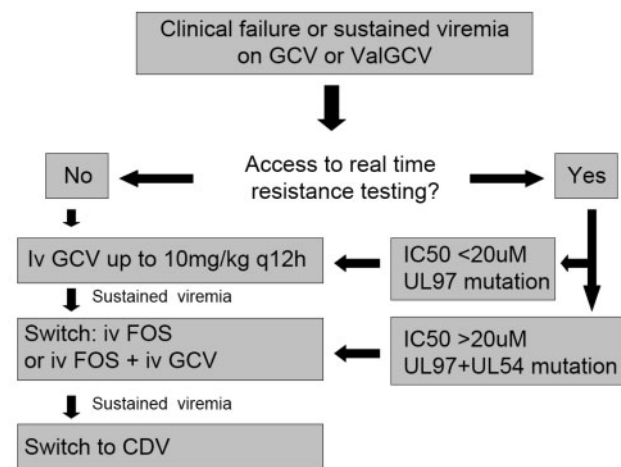 Clinical failure or sustained viremia
on GCV or ValGCV
Access to real time
resistance testing?
No
Yes
Iv GCV up to 10mg/kg q12h
IC50 <20uM
UL97 mutation
Sustained viremia
Switch: iv FOS
or iv FOS + iv GCV
IC50 >20uM
UL97+UL54 mutation
Sustained viremia
Switch to CDV